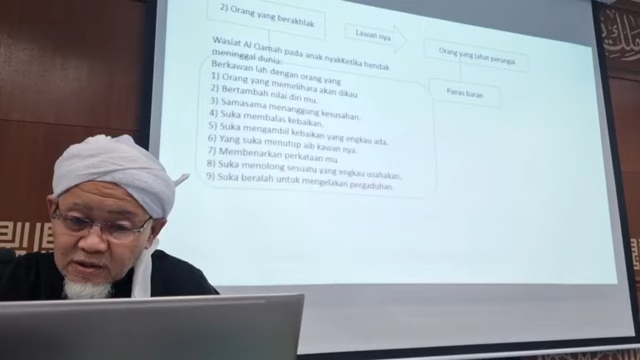 2) Orang yang berakhlak
Lawan nya
Orang yang jahat perangai
Panas baran
Wasiat Al Qamah pada anak nyaKetika hendak
meninggal dunia:
Berkawan lah dengan orang yang
1) Orang yang memelihara akan dikau
2) Bertambah nilai diri mu.
3) Samasama menanggung kesusahan.
4) Suka membalas kebaikan.
5) Suka mengambil kebaikan yang engkau ada.
6) Yang suka menutup aib kawan nya.
7) Membenarkan perkataan mu
8) Suka menolong sesuatu yang engkau usahakan.
9) Suka beralah untuk mengelakan pergaduhan.